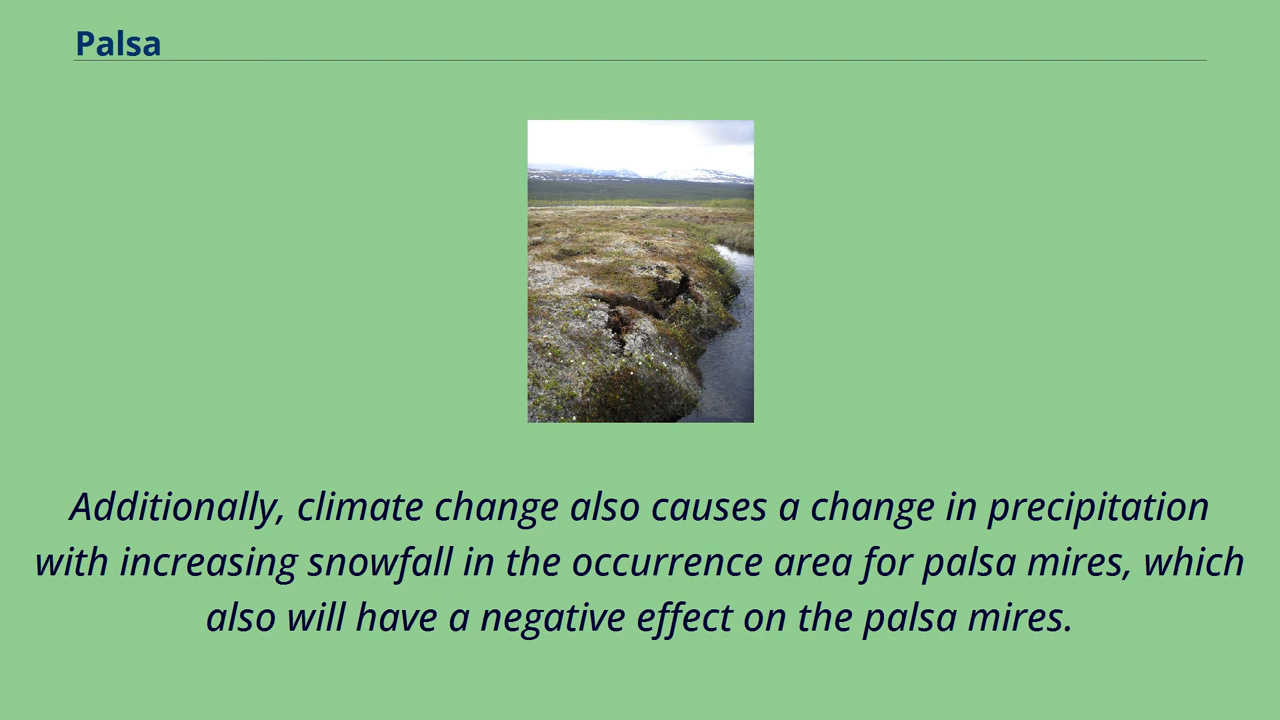 Palsa
Additionally, climate change also causes a change in precipitation
with increasing snowfall in the occurrence area for palsa mires, which
also will have a negative effect on the palsa mires.